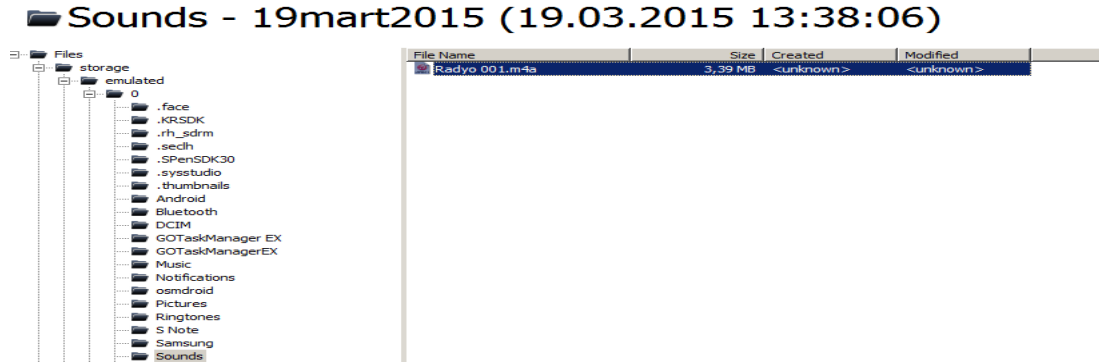 Sounds - 19mart2015 (19.03.2015 13:38:06)
Files
storage
emulated
0
.face
.KRSDK
.rh_sdrm
.seclh
.SPenSDK30
.sysstudio
.thumbnails
Android
Bluetooth
DCIM
GOTaskManager EX
GOTaskManagerEX
Music
Notifications
osmdroid
Pictures
Ringtones
S Note
Samsung
Sounds
File Name Size Created Modified
Radyo 001.m4a 3,39 MB <unknown> <unknown>